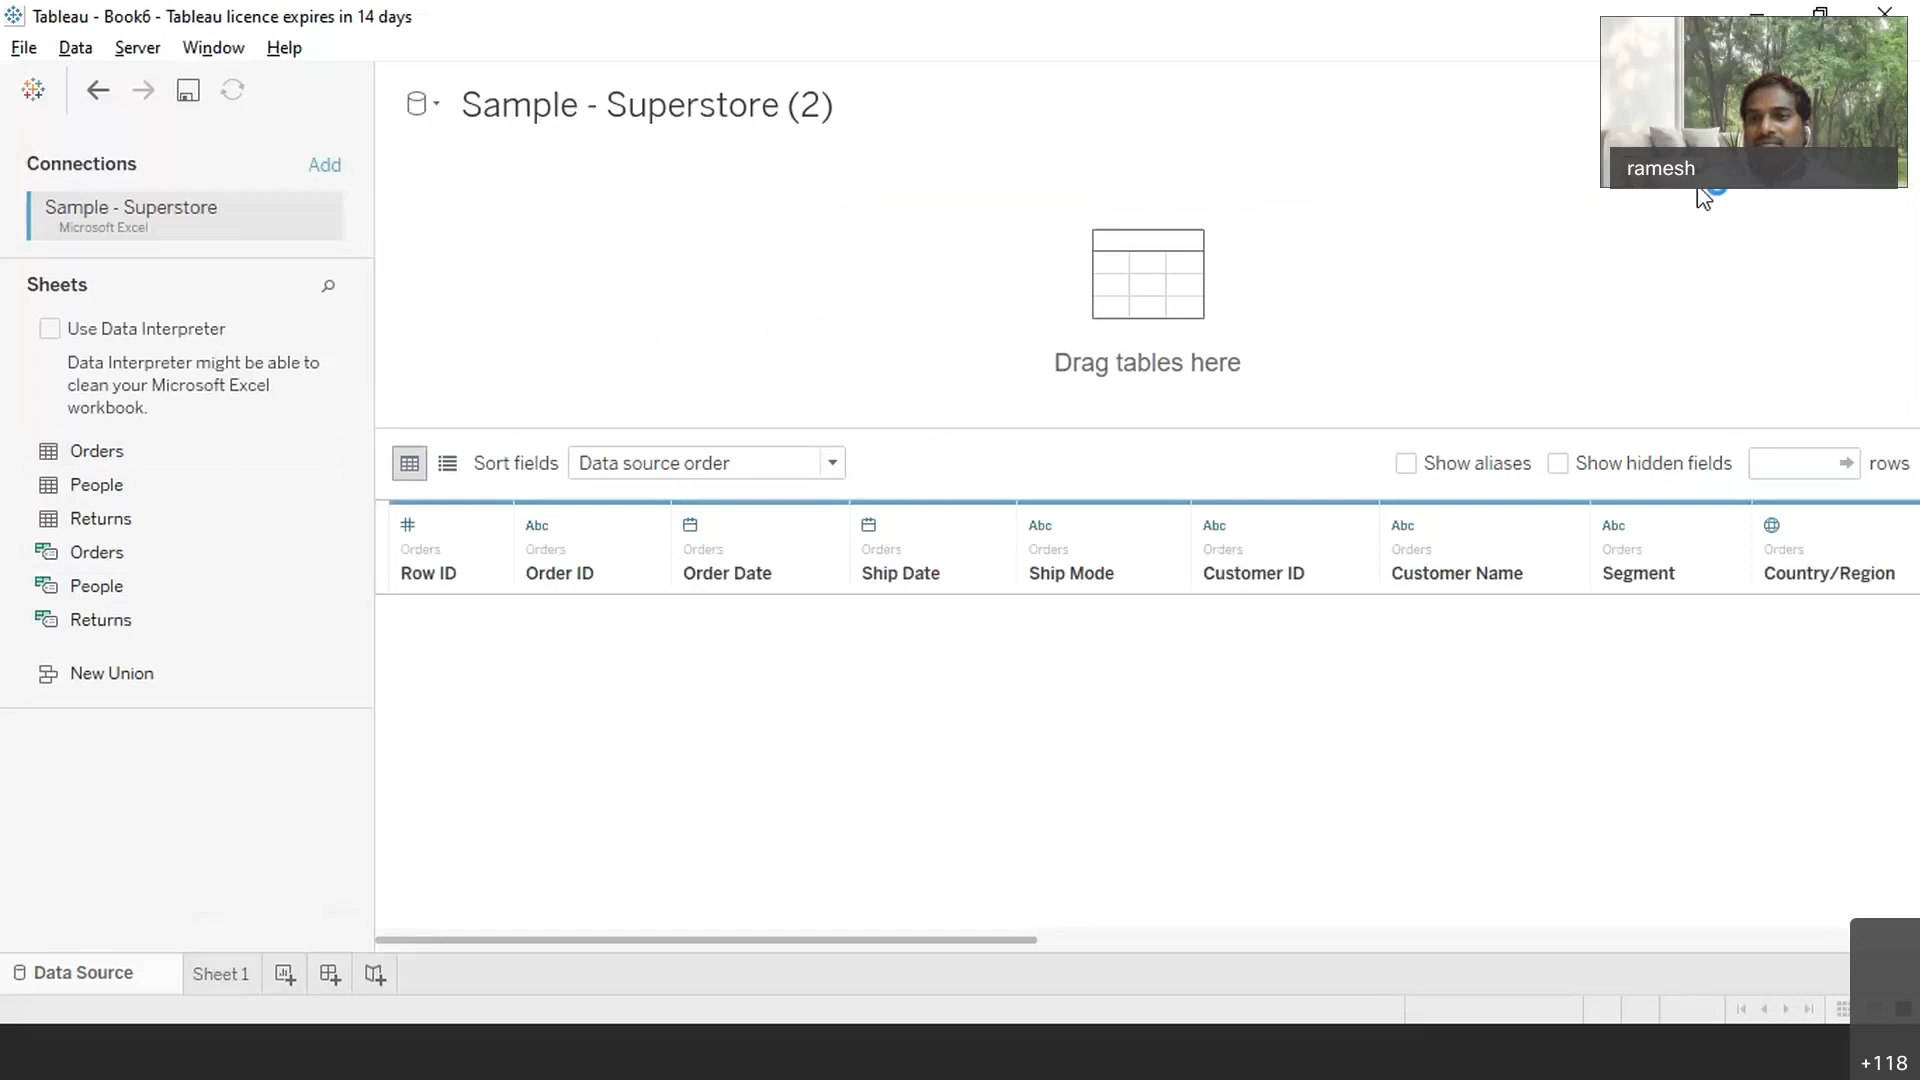 Tableau - Book6 - Tableau licence expires in 14 days
File Data Server Window Help
Sample - Superstore (2)
ramesh
Connections Add
Sample - Superstore
Microsoft Excel
Sheets
Use Data Interpreter
Data Interpreter might be able to
clean your Microsoft Excel
workbook.
Orders
People
Returns
Orders
People
Returns
New Union
Drag tables here
Sort fields Data source order Show aliases Show hidden fields rows
# Abc Abc Abc Abc Abc
Orders Orders Orders Orders Orders Orders Orders Orders Orders
Row ID Order ID Order Date Ship Date Ship Mode Customer ID Customer Name Segment Country/Region
Data Source Sheet 1
+118